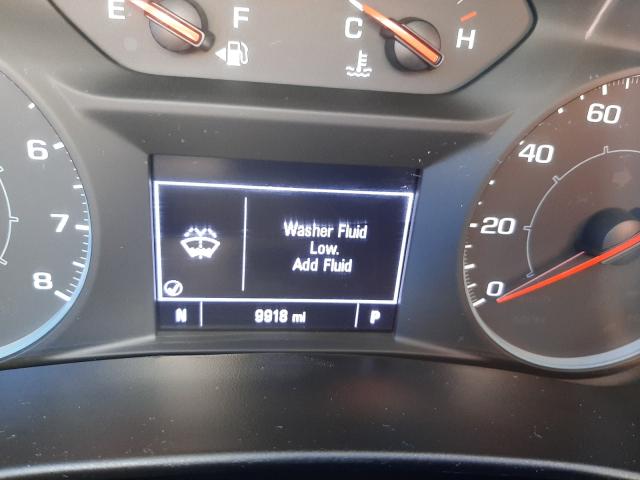 E F
C H
6
7
8
Washer Fluid
Low.
Add Fluid
N 9918 mi P
60
40
20
0